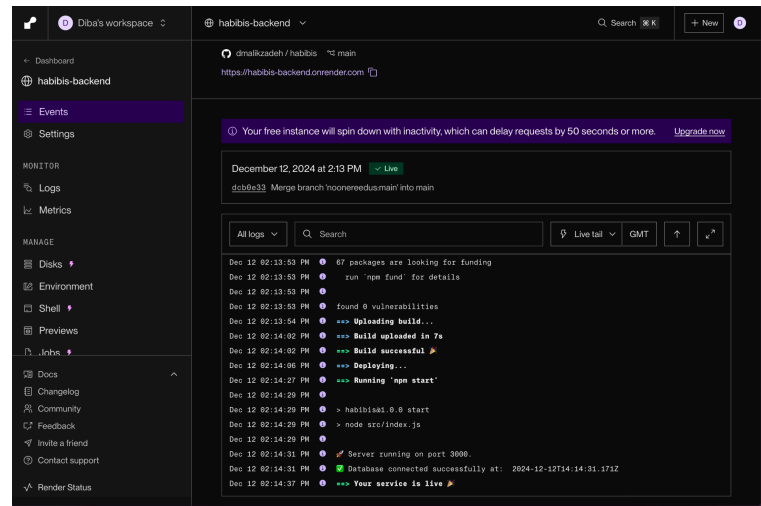 D Diba's workspace
habibis-backend
Search ⌘ K
+ New
D
← Dashboard
habibis-backend
Events
Settings
MONITOR
Logs
Metrics
MANAGE
Disks
Environment
Shell
Previews
Jobs
Docs
Changelog
Community
Feedback
Invite a friend
Contact support
Render Status
dmalikzadeh / habibis main
https://habibis-backend.onrender.com
Your free instance will spin down with inactivity, which can delay requests by 50 seconds or more. Upgrade now
December 12, 2024 at 2:13 PM ✓ Live
dcb0e33 Merge branch 'noonereedus:main' into main
All logs Search Live tail GMT
Dec 12 02:13:53 PM 67 packages are looking for funding
Dec 12 02:13:53 PM run `npm fund` for details
Dec 12 02:13:53 PM
Dec 12 02:13:53 PM found 0 vulnerabilities
Dec 12 02:13:54 PM ==> Uploading build...
Dec 12 02:14:02 PM ==> Build uploaded in 7s
Dec 12 02:14:02 PM ==> Build successful 🎉
Dec 12 02:14:06 PM ==> Deploying...
Dec 12 02:14:27 PM ==> Running 'npm start'
Dec 12 02:14:29 PM
Dec 12 02:14:29 PM > habibis@1.0.0 start
Dec 12 02:14:29 PM > node src/index.js
Dec 12 02:14:29 PM
Dec 12 02:14:31 PM 🚀 Server running on port 3000.
Dec 12 02:14:31 PM ✅ Database connected successfully at: 2024-12-12T14:14:31.171Z
Dec 12 02:14:37 PM ==> Your service is live 🎉